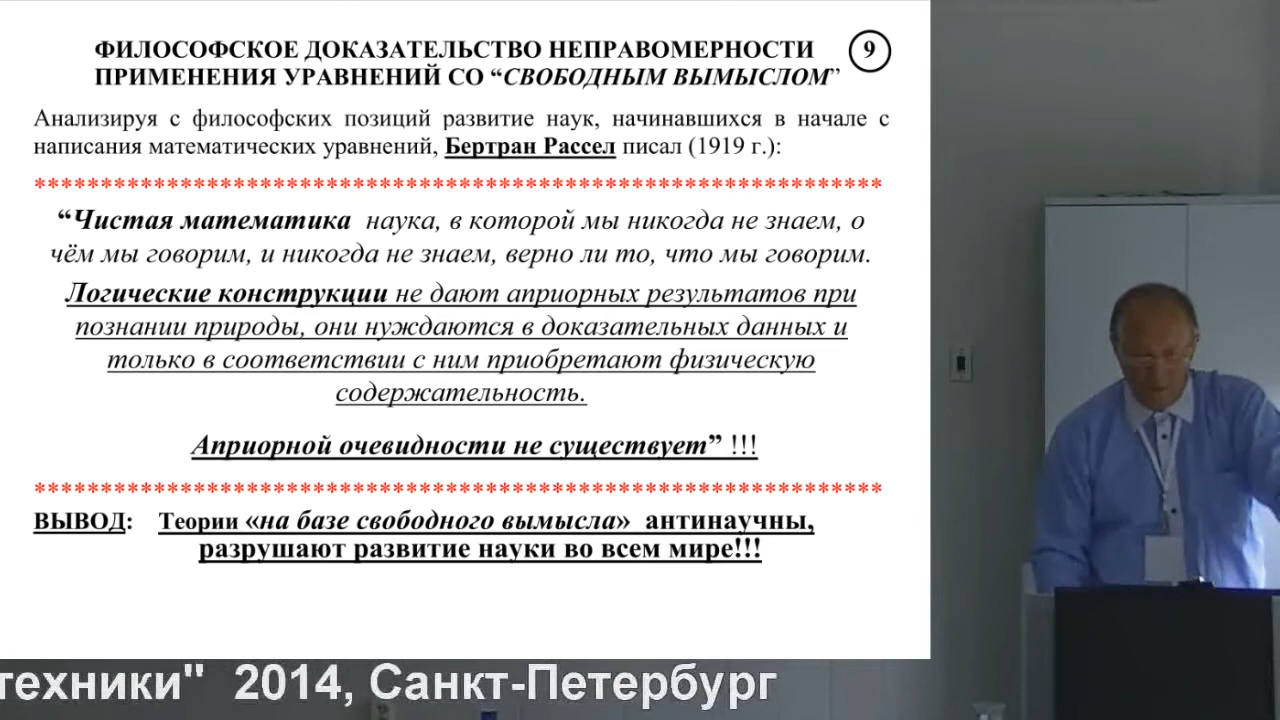 ФИЛОСОФСКОЕ ДОКАЗАТЕЛЬСТВО НЕПРАВОМЕРНОСТИ
9
ПРИМЕНЕНИЯ УРАВНЕНИЙ СО “СВОБОДНЫМ ВЫМЫСЛОМ”
Анализируя с философских позиций развитие наук, начинавшихся в начале с
написания математических уравнений, Бертран Рассел писал (1919 г.):
****************************************************************
“Чистая математика наука, в которой мы никогда не знаем, о
чём мы говорим, и никогда не знаем, верно ли то, что мы говорим.
Логические конструкции не дают априорных результатов при
познании природы, они нуждаются в доказательных данных и
только в соответствии с ним приобретают физическую
содержательность.
Априорной очевидности не существует” !!!
****************************************************************
ВЫВОД: Теории «на базе свободного вымысла» антинаучны,
разрушают развитие науки во всем мире!!!
техники" 2014, Санкт-Петербург